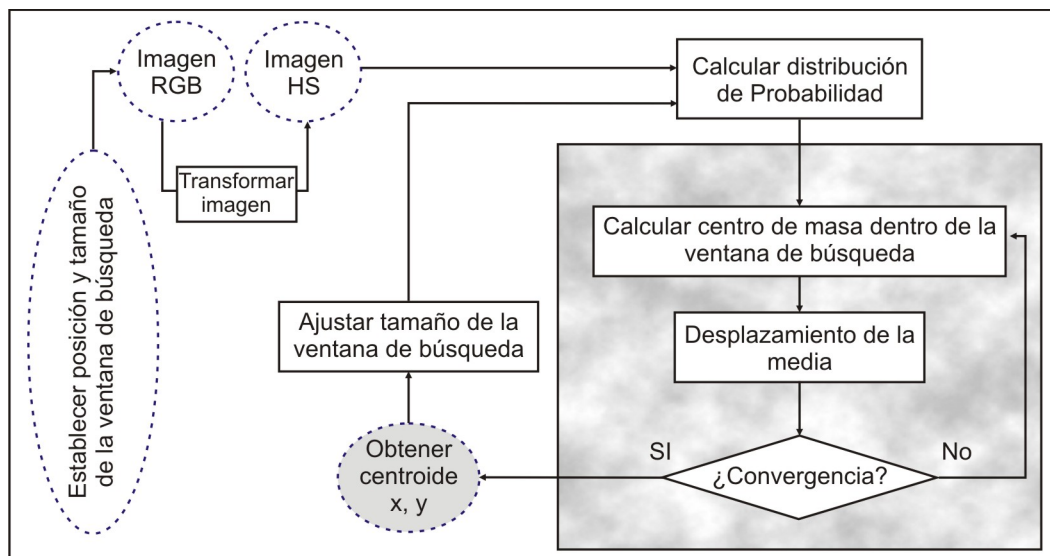 Imagen
RGB
Imagen
HS
Calcular distribución
de Probabilidad
Transformar
imagen
Establecer posición y tamaño
de la ventana de búsqueda
Calcular centro de masa dentro de la
ventana de búsqueda
Ajustar tamaño de la
ventana de búsqueda
Desplazamiento de la
media
Obtener
centroide
x, y
SI
¿Convergencia?
No